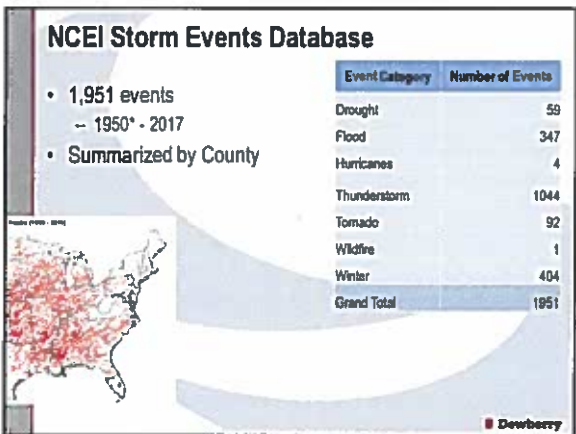 NCEI Storm Events Database
• 1,951 events
– 1950* - 2017
• Summarized by County
Event Category Number of Events
Drought 59
Flood 347
Hurricanes 4
Thunderstorm 1044
Tornado 92
Wildfire 1
Winter 404
Grand Total 1951
Dewberry